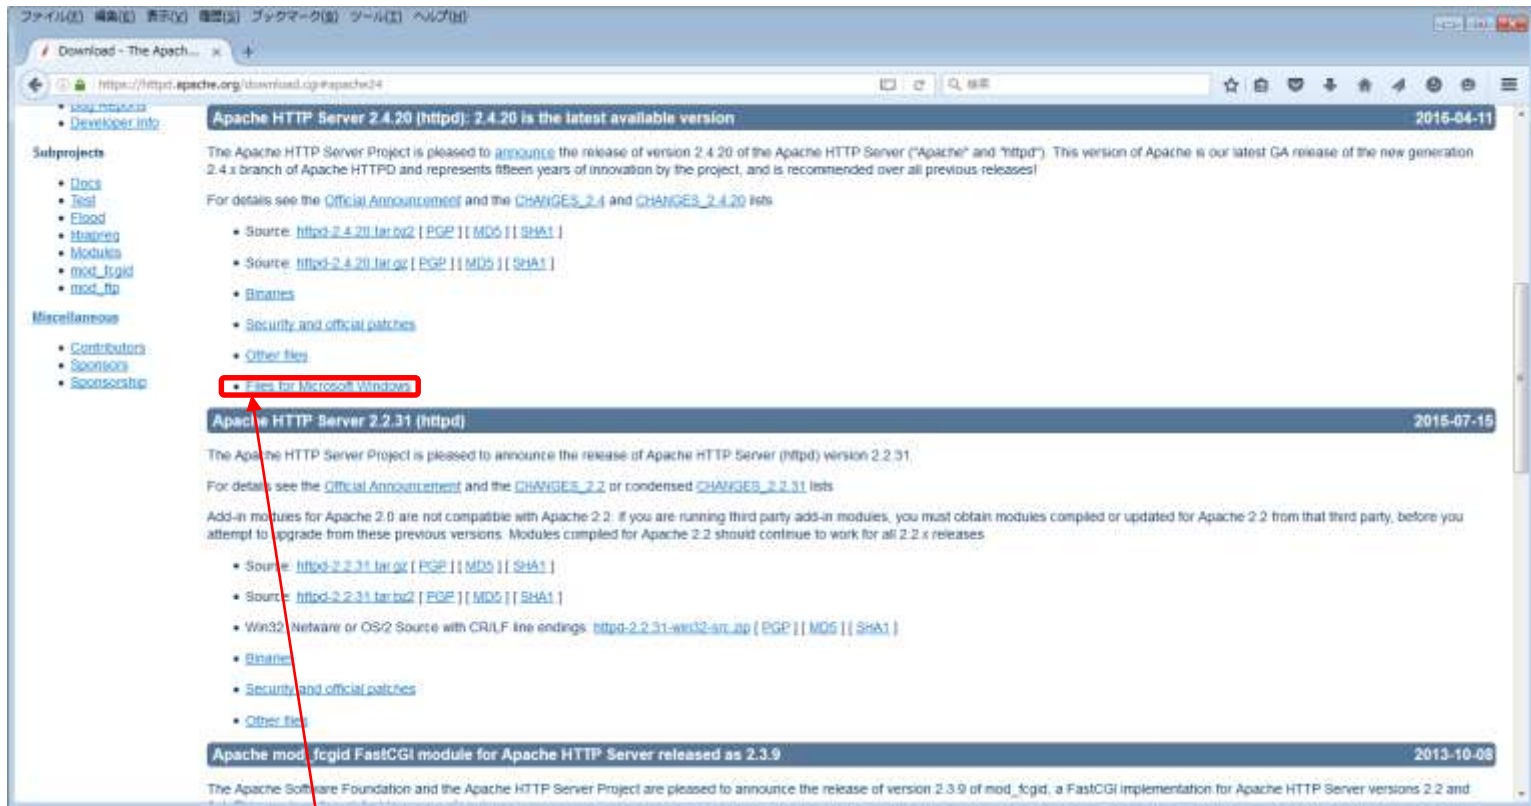 ファイル(F) 編集(E) 表示(V) 履歴(S) ブックマーク(B) ツール(T) ヘルプ(H)
Download - The Apach... × +
https://httpd.apache.org/download.cgi#apache24 検索
Bug Reports
Developer Info
Subprojects
Docs
Test
Flood
libapreq
Modules
mod_fcgid
mod_ftp
Miscellaneous
Contributors
Sponsors
Sponsorship
Apache HTTP Server 2.4.20 (httpd): 2.4.20 is the latest available version 2016-04-11
The Apache HTTP Server Project is pleased to announce the release of version 2.4.20 of the Apache HTTP Server ("Apache" and "httpd"). This version of Apache is our latest GA release of the new generation
2.4.x branch of Apache HTTPD and represents fifteen years of innovation by the project, and is recommended over all previous releases!
For details see the Official Announcement and the CHANGES_2.4 and CHANGES_2.4.20 lists
Source: httpd-2.4.20.tar.bz2 [ PGP ] [ MD5 ] [ SHA1 ]
Source: httpd-2.4.20.tar.gz [ PGP ] [ MD5 ] [ SHA1 ]
Binaries
Security and official patches
Other files
Files for Microsoft Windows
Apache HTTP Server 2.2.31 (httpd) 2015-07-15
The Apache HTTP Server Project is pleased to announce the release of Apache HTTP Server (httpd) version 2.2.31.
For details see the Official Announcement and the CHANGES_2.2 or condensed CHANGES_2.2.31 lists
Add-in modules for Apache 2.0 are not compatible with Apache 2.2. If you are running third party add-in modules, you must obtain modules compiled or updated for Apache 2.2 from that third party, before you
attempt to upgrade from these previous versions. Modules compiled for Apache 2.2 should continue to work for all 2.2.x releases.
Source: httpd-2.2.31.tar.gz [ PGP ] [ MD5 ] [ SHA1 ]
Source: httpd-2.2.31.tar.bz2 [ PGP ] [ MD5 ] [ SHA1 ]
Win32, Netware or OS/2 Source with CR/LF line endings: httpd-2.2.31-win32-src.zip [ PGP ] [ MD5 ] [ SHA1 ]
Binaries
Security and official patches
Other files
Apache mod_fcgid FastCGI module for Apache HTTP Server released as 2.3.9 2013-10-08
The Apache Software Foundation and the Apache HTTP Server Project are pleased to announce the release of version 2.3.9 of mod_fcgid, a FastCGI implementation for Apache HTTP Server versions 2.2 and